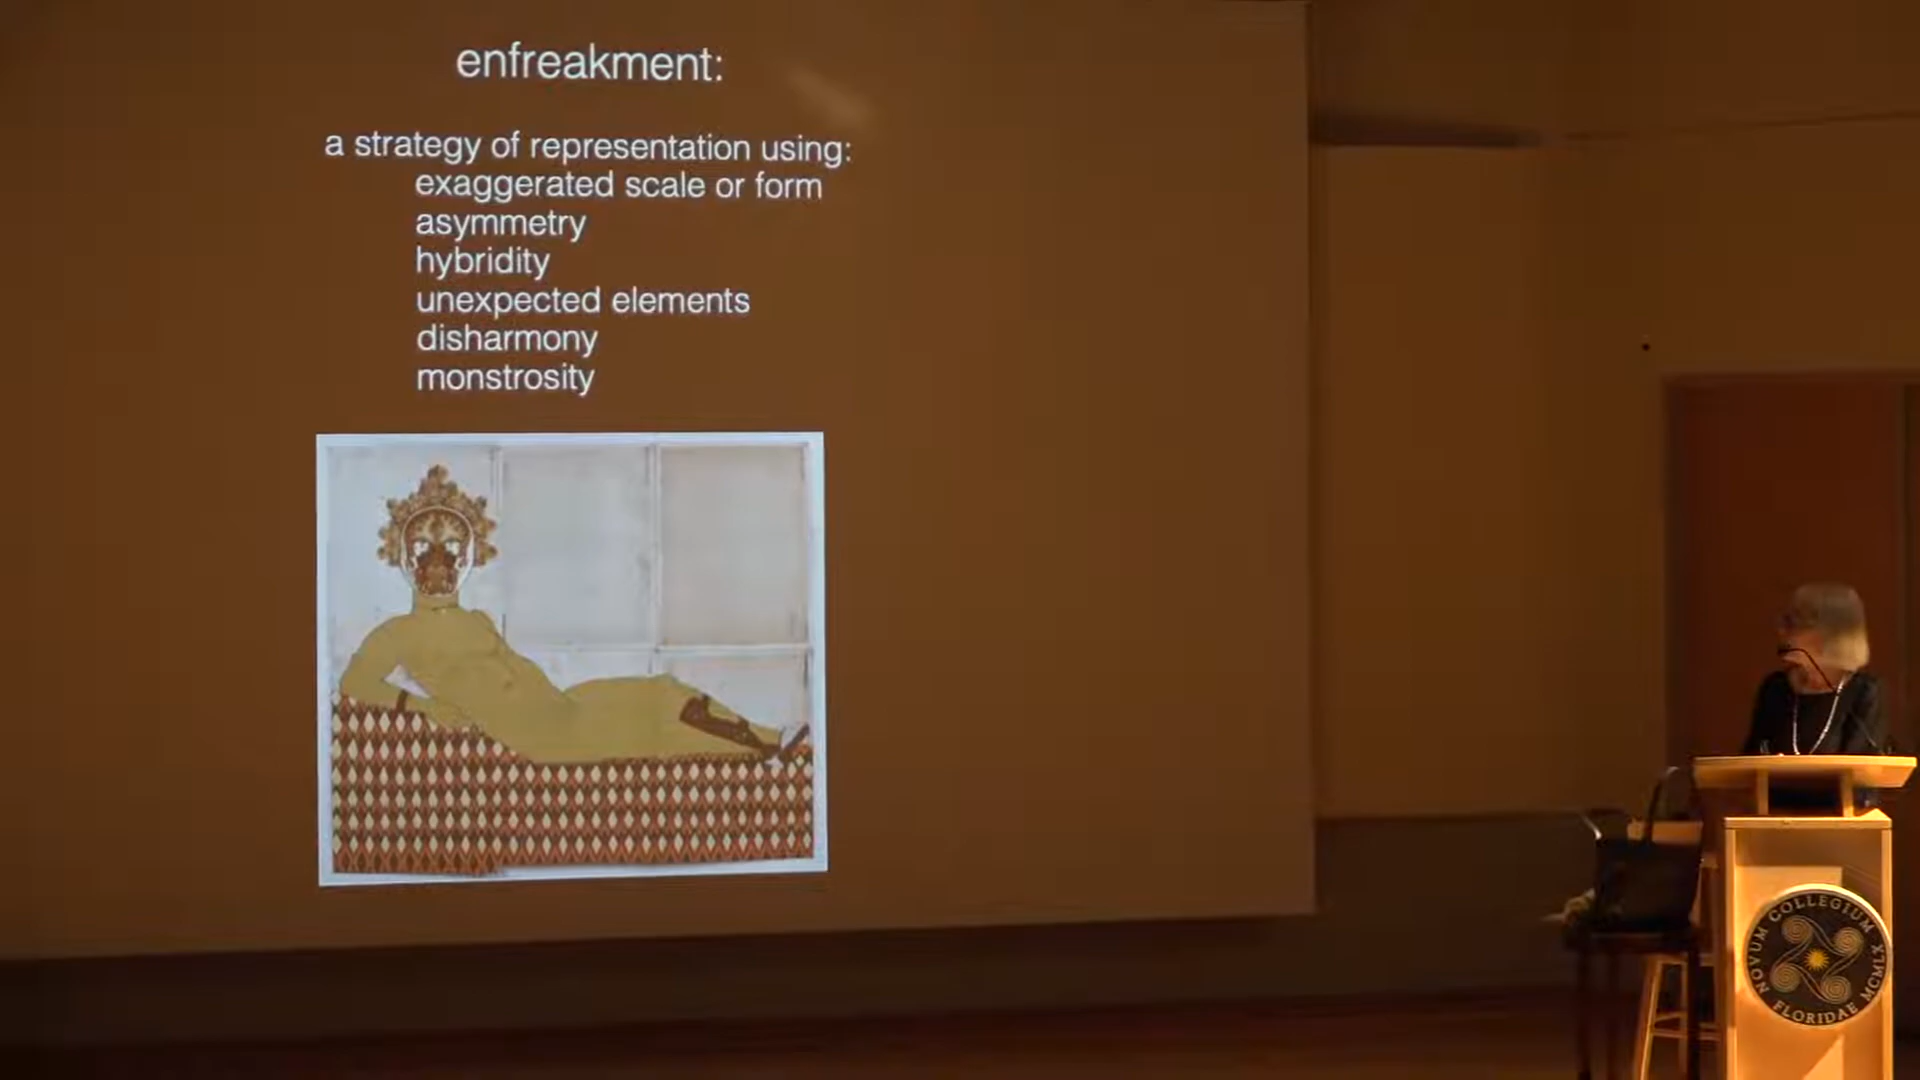 enfreakment:
a strategy of representation using:
exaggerated scale or form
asymmetry
hybridity
unexpected elements
disharmony
monstrosity
NOVUM COLLEGIUM FLORIDAE MCMLX